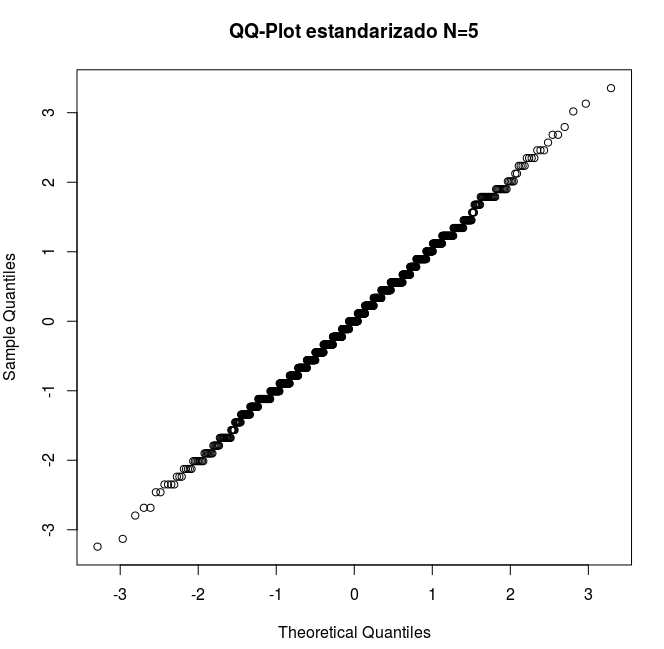 QQ-Plot estandarizado N=5
Sample Quantiles
3
2
1
0
-1
-2
-3
-3 -2 -1 0 1 2 3
Theoretical Quantiles